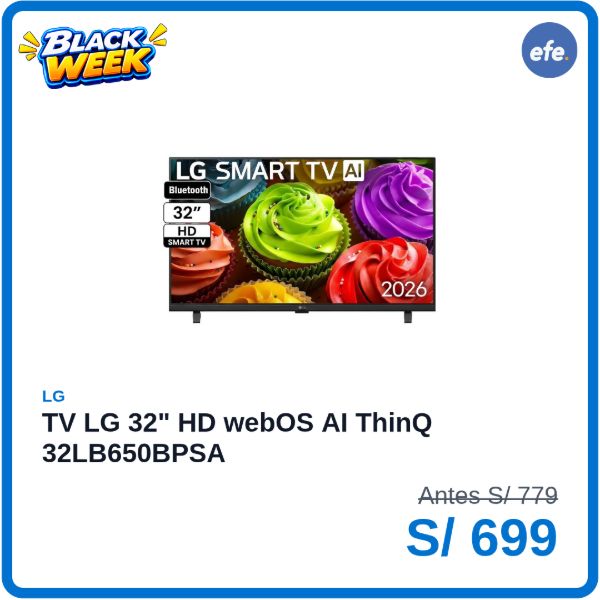 BLACK
WEEK
efe.
LG SMART TV AI
Bluetooth
32"
HD
SMART TV
2026
LG
TV LG 32" HD webOS AI ThinQ
32LB650BPSA
Antes S/ 779
S/ 699